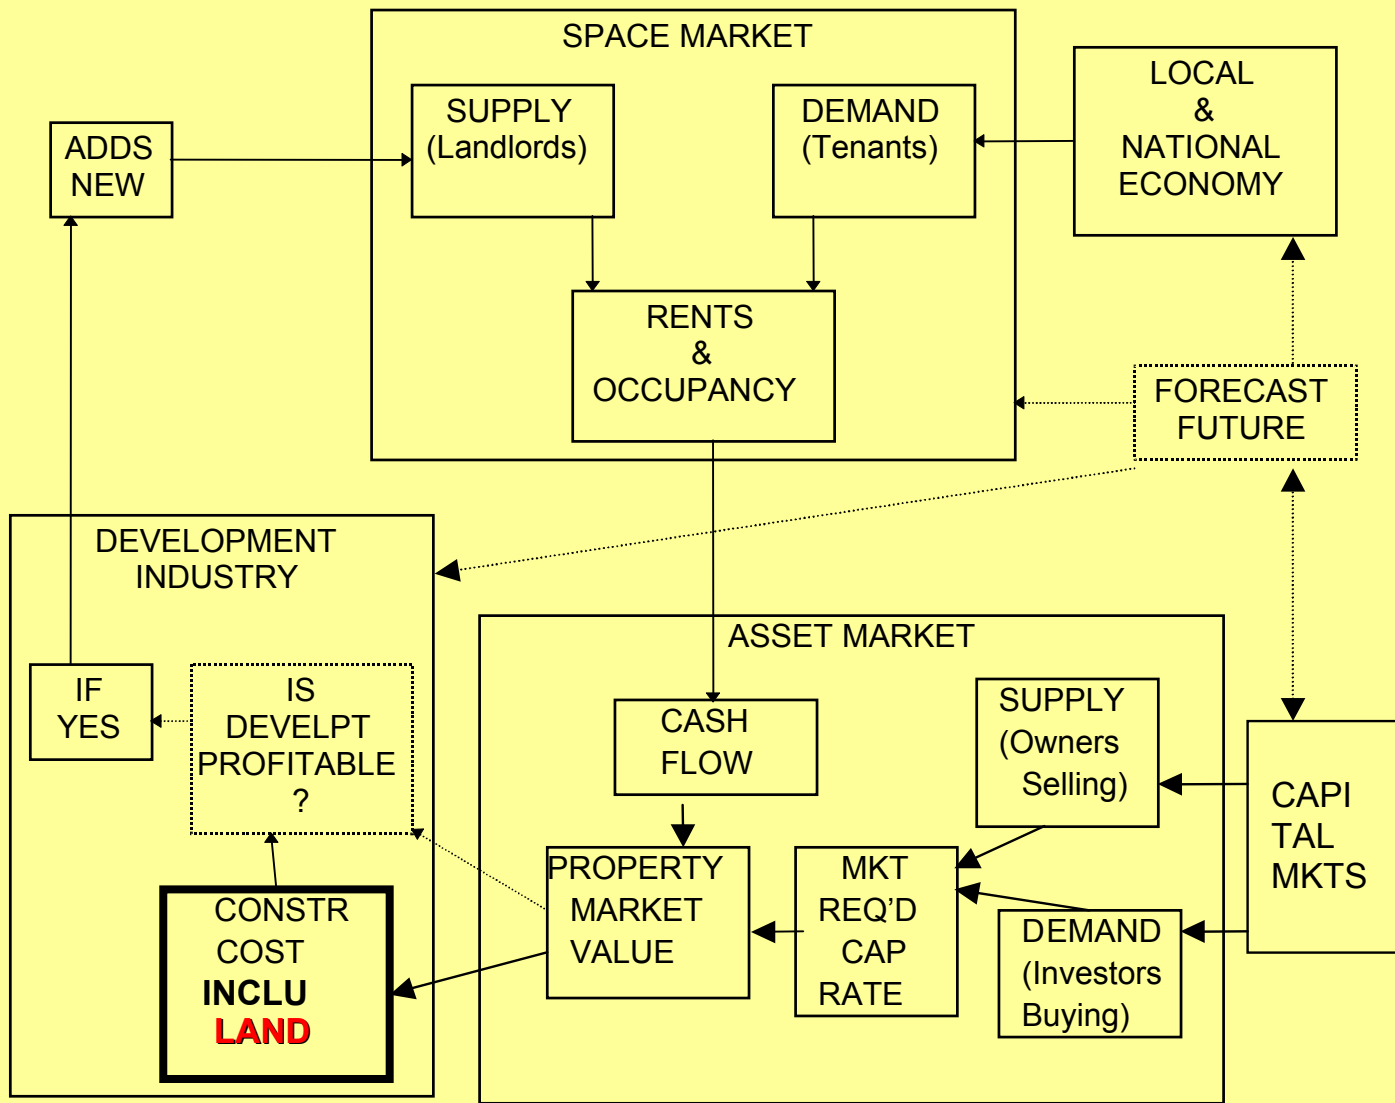 SPACE MARKET
SUPPLY
(Landlords)
DEMAND
(Tenants)
LOCAL
&
NATIONAL
ECONOMY
ADDS
NEW
RENTS
&
OCCUPANCY
FORECAST
FUTURE
DEVELOPMENT
INDUSTRY
IF
YES
IS
DEVELPT
PROFITABLE
?
CONSTR
COST
INCLU
LAND
ASSET MARKET
CASH
FLOW
SUPPLY
(Owners
Selling)
PROPERTY
MARKET
VALUE
MKT
REQ’D
CAP
RATE
DEMAND
(Investors
Buying)
CAPI
TAL
MKTS